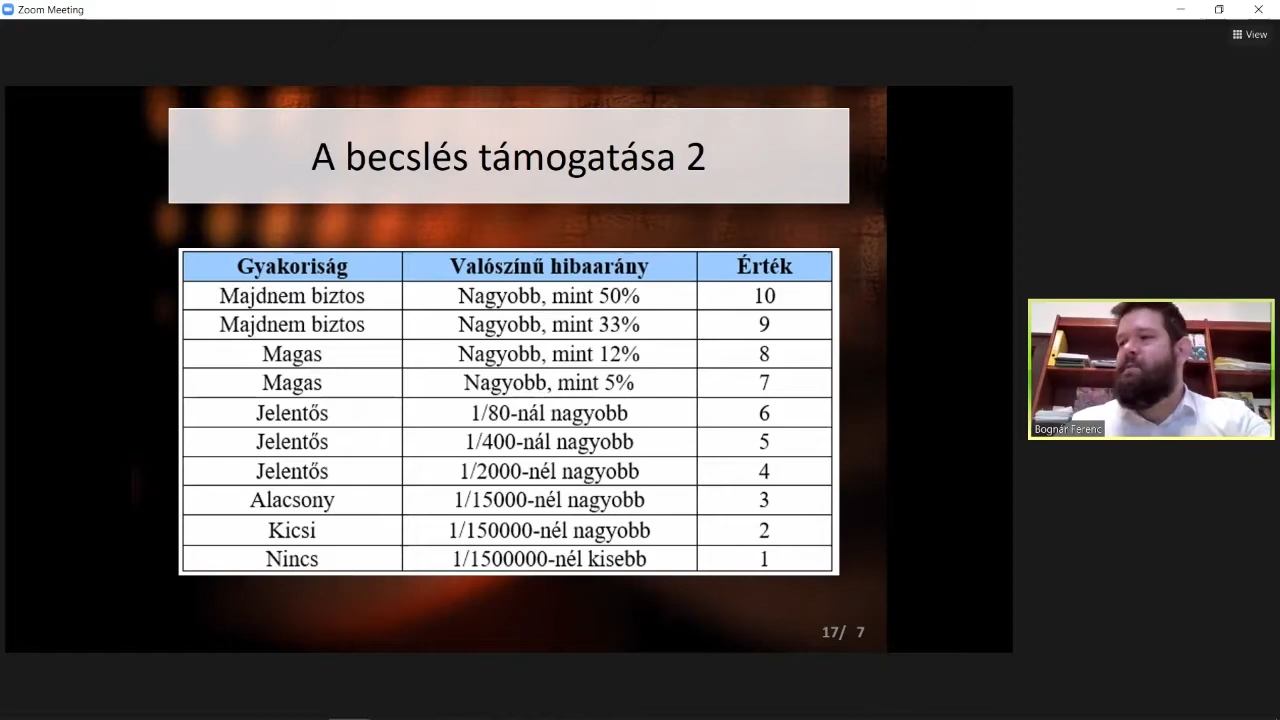 Zoom Meeting
View
A becslés támogatása 2
Gyakoriság Valószínű hibaarány Érték
Majdnem biztos Nagyobb, mint 50% 10
Majdnem biztos Nagyobb, mint 33% 9
Magas Nagyobb, mint 12% 8
Magas Nagyobb, mint 5% 7
Jelentős 1/80-nál nagyobb 6
Jelentős 1/400-nál nagyobb 5
Jelentős 1/2000-nél nagyobb 4
Alacsony 1/15000-nél nagyobb 3
Kicsi 1/150000-nél nagyobb 2
Nincs 1/1500000-nél kisebb 1
17/ 7
Bognár Ferenc